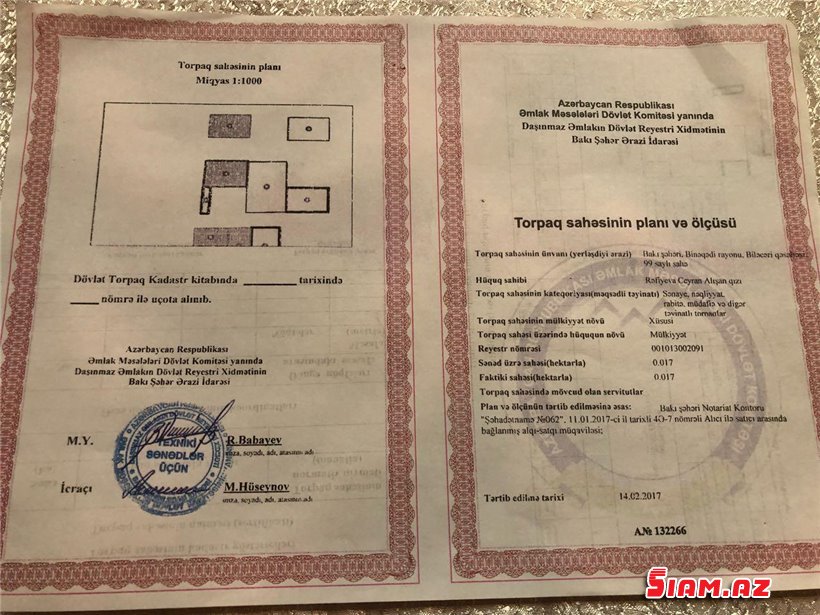 Torpaq sahəsinin planı
Miqyas 1:1000
Dövlət Torpaq Kadastr kitabında ________ tarixində
____ nömrə ilə uçota alınıb.
Azərbaycan Respublikası
Əmlak Məsələləri Dövlət Komitəsi yanında
Daşınmaz Əmlakın Dövlət Reyestri Xidmətinin
Bakı Şəhər Ərazi İdarəsi
TEXNİKİ
SƏNƏDLƏR
ÜÇÜN
M.Y. R.Babayev
imza, soyadı, adı, atasının adı
İcraçı M.Hüseynov
imza, soyadı, adı, atasının adı
Azərbaycan Respublikası
Əmlak Məsələləri Dövlət Komitəsi yanında
Daşınmaz Əmlakın Dövlət Reyestri Xidmətinin
Bakı Şəhər Ərazi İdarəsi
Torpaq sahəsinin planı və ölçüsü
Torpaq sahəsinin ünvanı (yerləşdiyi ərazi) Bakı şəhəri, Binəqədi rayonu, Biləcəri qəsəbəsi,
99 saylı sahə
Hüquq sahibi Rəfiyeva Ceyran Alışan qızı
Torpaq sahəsinin kateqoriyası(məqsədli təyinatı) Sənaye, nəqliyyat,
rabitə, müdafiə və digər
təyinatlı torpaqlar
Torpaq sahəsinin mülkiyyət növü Xüsusi
Torpaq sahəsi üzərində hüququn növü Mülkiyyət
Reyestr nömrəsi 001013002091
Sənəd üzrə sahəsi(hektarla) 0.017
Faktiki sahəsi(hektarla) 0.017
Torpaq sahəsində mövcud olan servitutlar
Plan və ölçünün tərtib edilməsinə əsas: Bakı şəhəri Notariat Kontoru
"Şəhadətnamə №062", 11.01.2017-ci il tarixli 4Ə-7 nömrəli Alıcı ilə satıcı arasında
bağlanmış alqı-satqı müqaviləsi;
Tərtib edilmə tarixi 14.02.2017
A№ 132266
SIAM.AZ